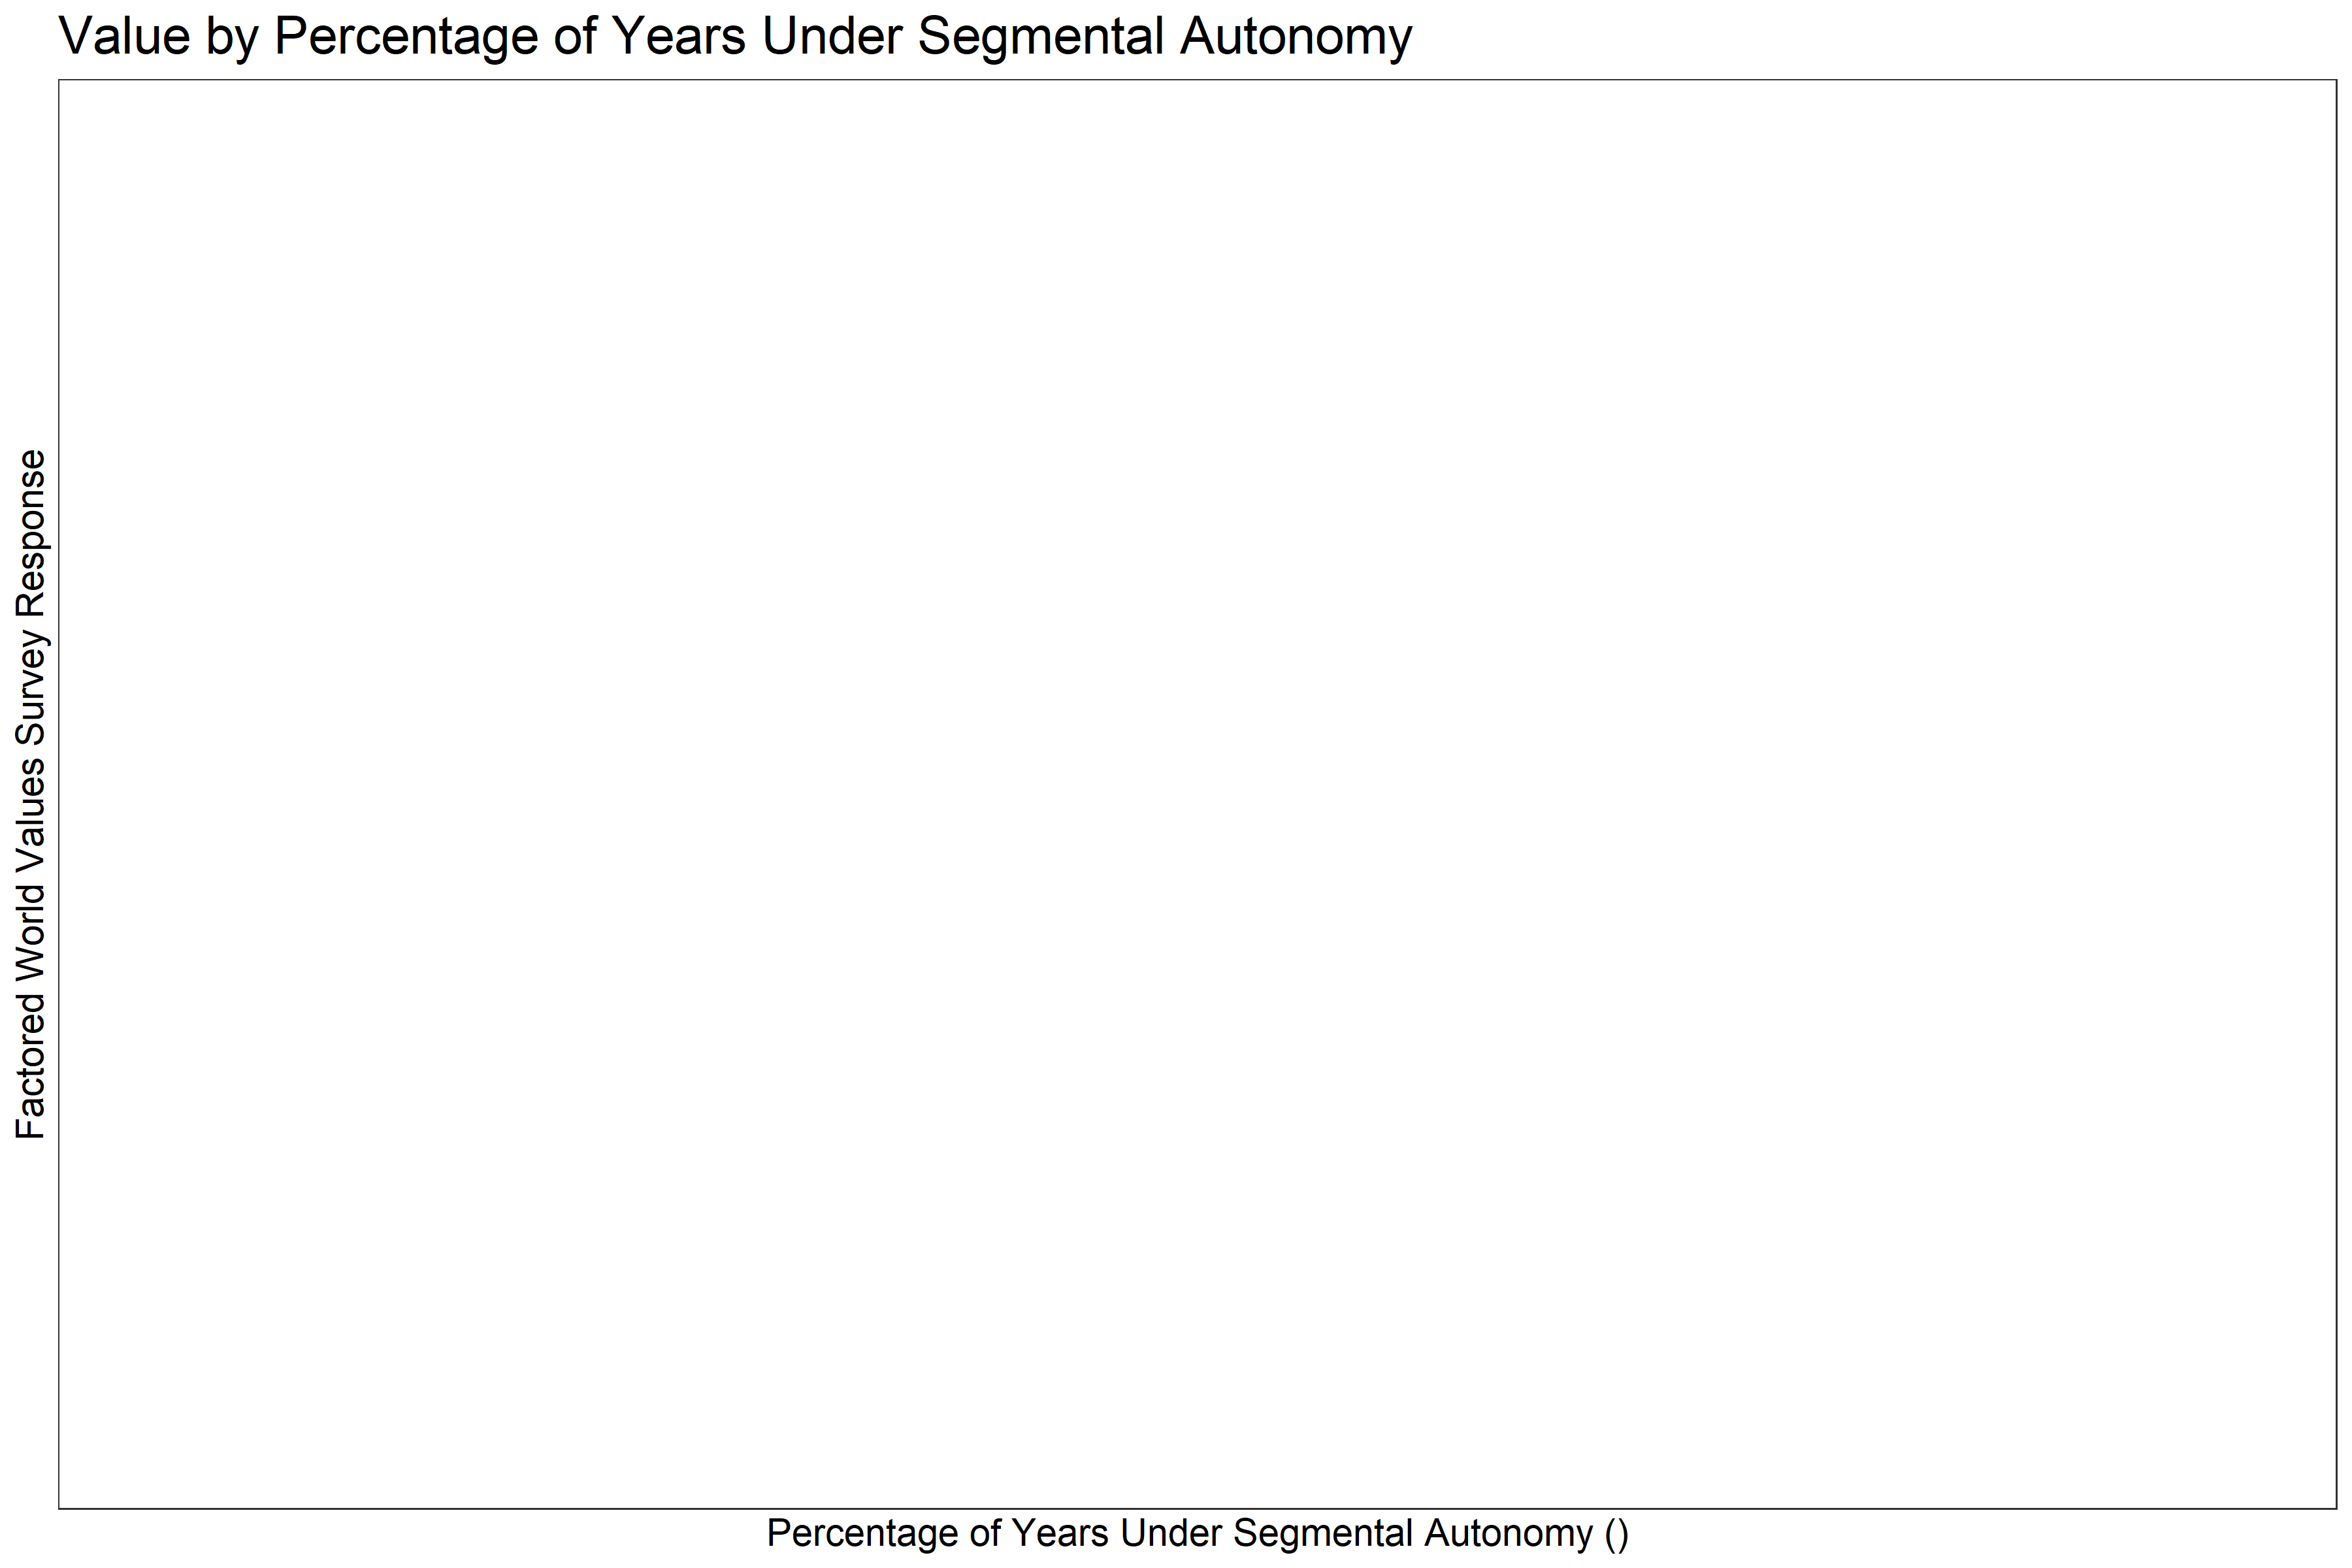 Value by Percentage of Years Under Segmental Autonomy
Factored World Values Survey Response
Percentage of Years Under Segmental Autonomy ()